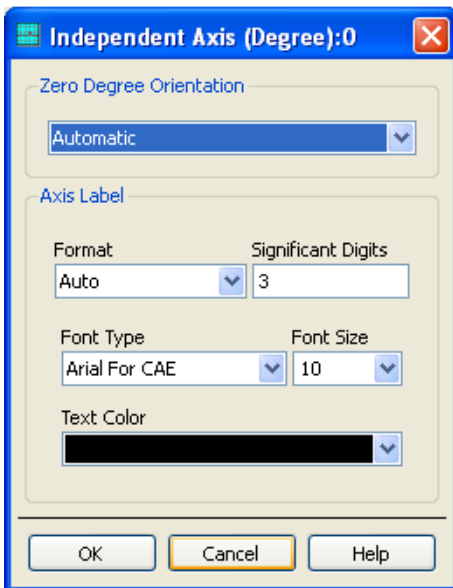 Independent Axis (Degree):0
Zero Degree Orientation
Automatic
Axis Label
Format Significant Digits
Auto 3
Font Type Font Size
Arial For CAE 10
Text Color
OK Cancel Help